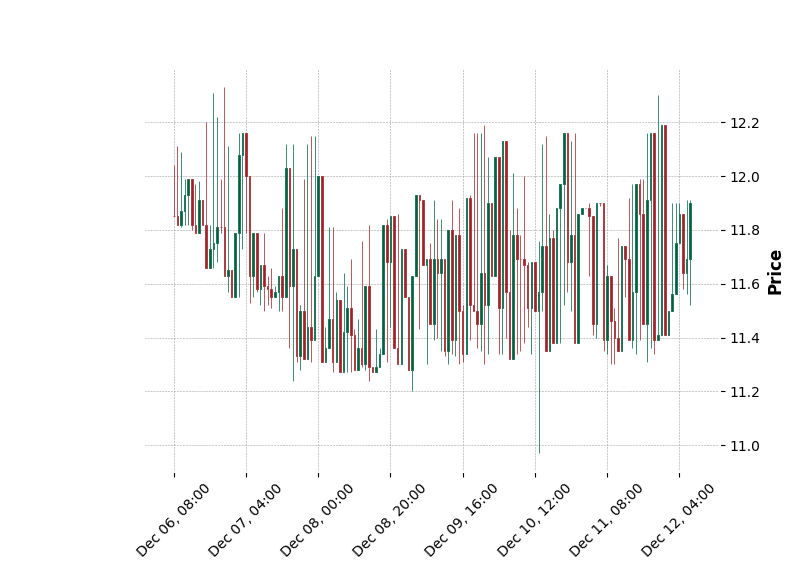 12.2
12.0
11.8
11.6
11.4
11.2
11.0
Price
Dec 06, 08:00
Dec 07, 04:00
Dec 08, 00:00
Dec 08, 20:00
Dec 09, 16:00
Dec 10, 12:00
Dec 11, 08:00
Dec 12, 04:00